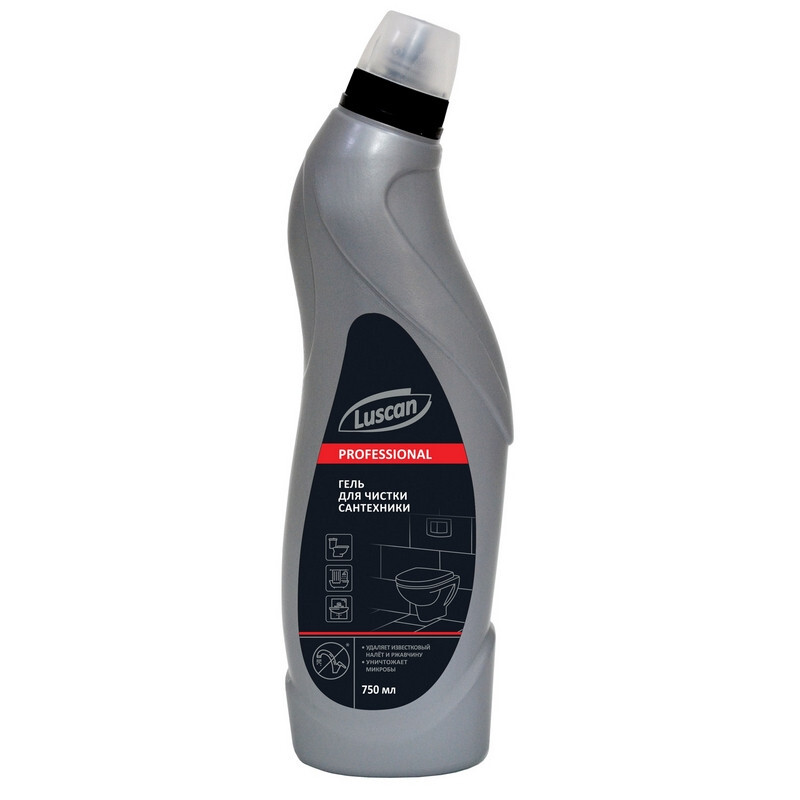 Luscan
PROFESSIONAL
ГЕЛЬ
ДЛЯ ЧИСТКИ
САНТЕХНИКИ
• УДАЛЯЕТ ИЗВЕСТКОВЫЙ
НАЛЁТ И РЖАВЧИНУ
• УНИЧТОЖАЕТ
МИКРОБЫ
750 мл